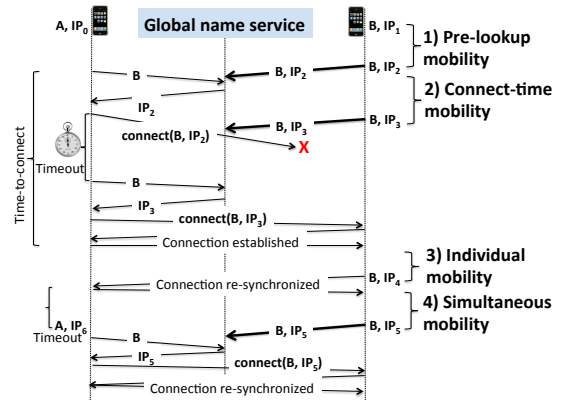 A, IP0
Global name service
B, IP1
1) Pre-lookup
mobility
B
B, IP2
B, IP2
2) Connect-time
mobility
IP2
connect(B, IP2)
B, IP3
B, IP3
X
Time-to-connect
Timeout
B
IP3
connect(B, IP3)
Connection established
3) Individual
mobility
B, IP4
Connection re-synchronized
4) Simultaneous
mobility
A, IP6
B, IP5
B, IP5
Timeout
B
IP5
connect(B, IP5)
Connection re-synchronized